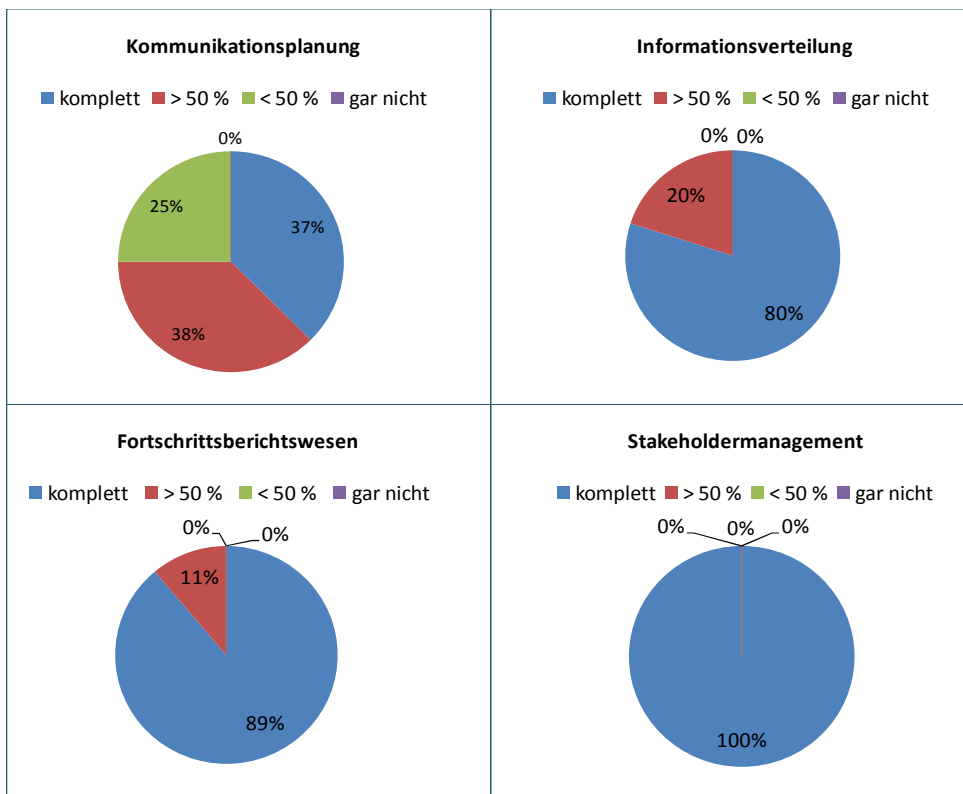 Kommunikationsplanung
komplett > 50 % < 50 % gar nicht
0%
25%
37%
38%
Informationsverteilung
komplett > 50 % < 50 % gar nicht
0% 0%
20%
80%
Fortschrittsberichtswesen
komplett > 50 % < 50 % gar nicht
0% 0%
11%
89%
Stakeholdermanagement
komplett > 50 % < 50 % gar nicht
0% 0% 0%
100%